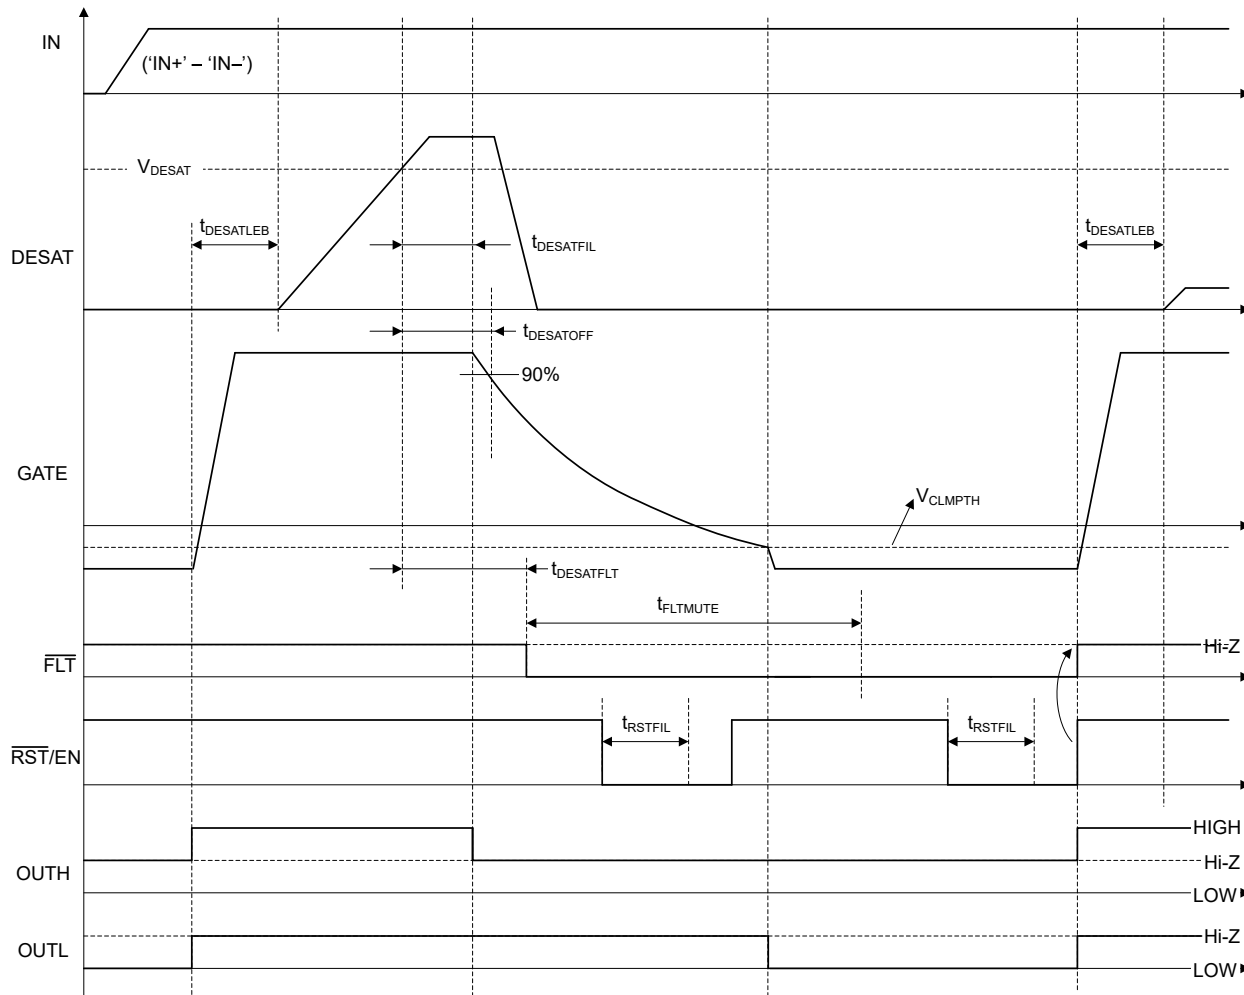 IN
('IN+' – 'IN–')
VDESAT
tDESATLEB
tDESATLEB
tDESATFIL
DESAT
tDESATOFF
90%
GATE
VCLMPTH
tDESATFLT
tFLTMUTE
Hi-Z
FLT
tRSTFIL
tRSTFIL
RST/EN
HIGH
Hi-Z
OUTH
LOW
Hi-Z
OUTL
LOW